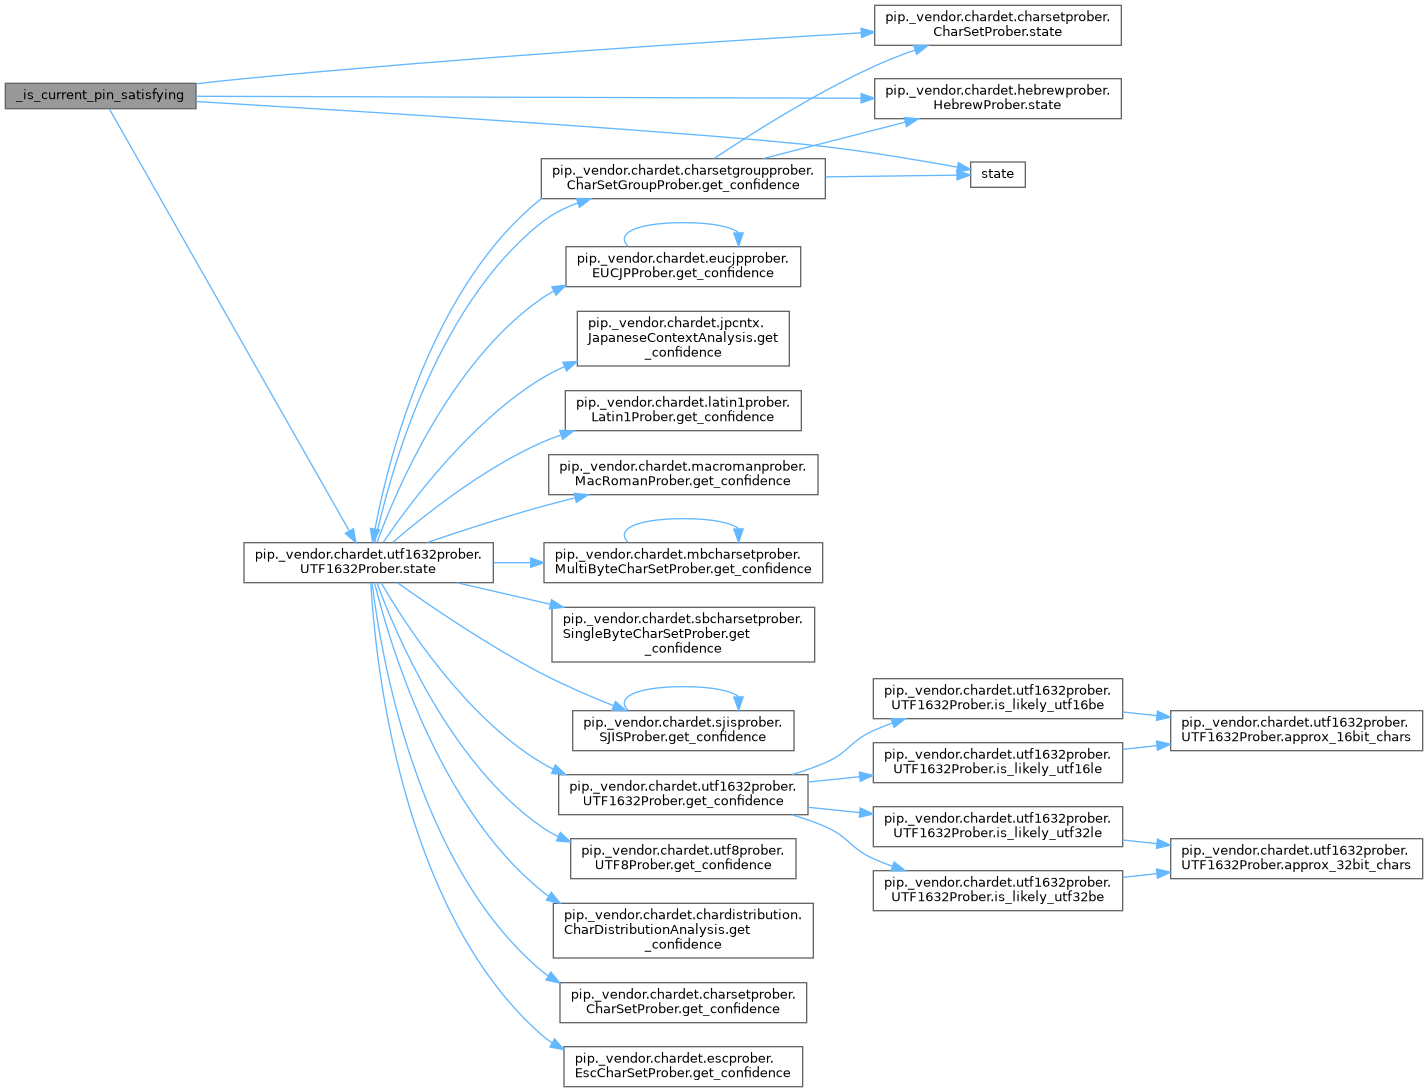 pip._vendor.chardet.charsetprober.
CharSetProber.state
_is_current_pin_satisfying
pip._vendor.chardet.hebrewprober.
HebrewProber.state
pip._vendor.chardet.charsetgroupprober.
CharSetGroupProber.get_confidence
state
pip._vendor.chardet.eucjpprober.
EUCJPProber.get_confidence
pip._vendor.chardet.jpcntx.
JapaneseContextAnalysis.get
_confidence
pip._vendor.chardet.latin1prober.
Latin1Prober.get_confidence
pip._vendor.chardet.macromanprober.
MacRomanProber.get_confidence
pip._vendor.chardet.utf1632prober.
UTF1632Prober.state
pip._vendor.chardet.mbcharsetprober.
MultiByteCharSetProber.get_confidence
pip._vendor.chardet.sbcharsetprober.
SingleByteCharSetProber.get
_confidence
pip._vendor.chardet.sjisprober.
SJISProber.get_confidence
pip._vendor.chardet.utf1632prober.
UTF1632Prober.get_confidence
pip._vendor.chardet.utf1632prober.
UTF1632Prober.is_likely_utf16be
pip._vendor.chardet.utf1632prober.
UTF1632Prober.is_likely_utf16le
pip._vendor.chardet.utf1632prober.
UTF1632Prober.approx_16bit_chars
pip._vendor.chardet.utf1632prober.
UTF1632Prober.is_likely_utf32le
pip._vendor.chardet.utf1632prober.
UTF1632Prober.is_likely_utf32be
pip._vendor.chardet.utf1632prober.
UTF1632Prober.approx_32bit_chars
pip._vendor.chardet.utf8prober.
UTF8Prober.get_confidence
pip._vendor.chardet.chardistribution.
CharDistributionAnalysis.get
_confidence
pip._vendor.chardet.charsetprober.
CharSetProber.get_confidence
pip._vendor.chardet.escprober.
EscCharSetProber.get_confidence